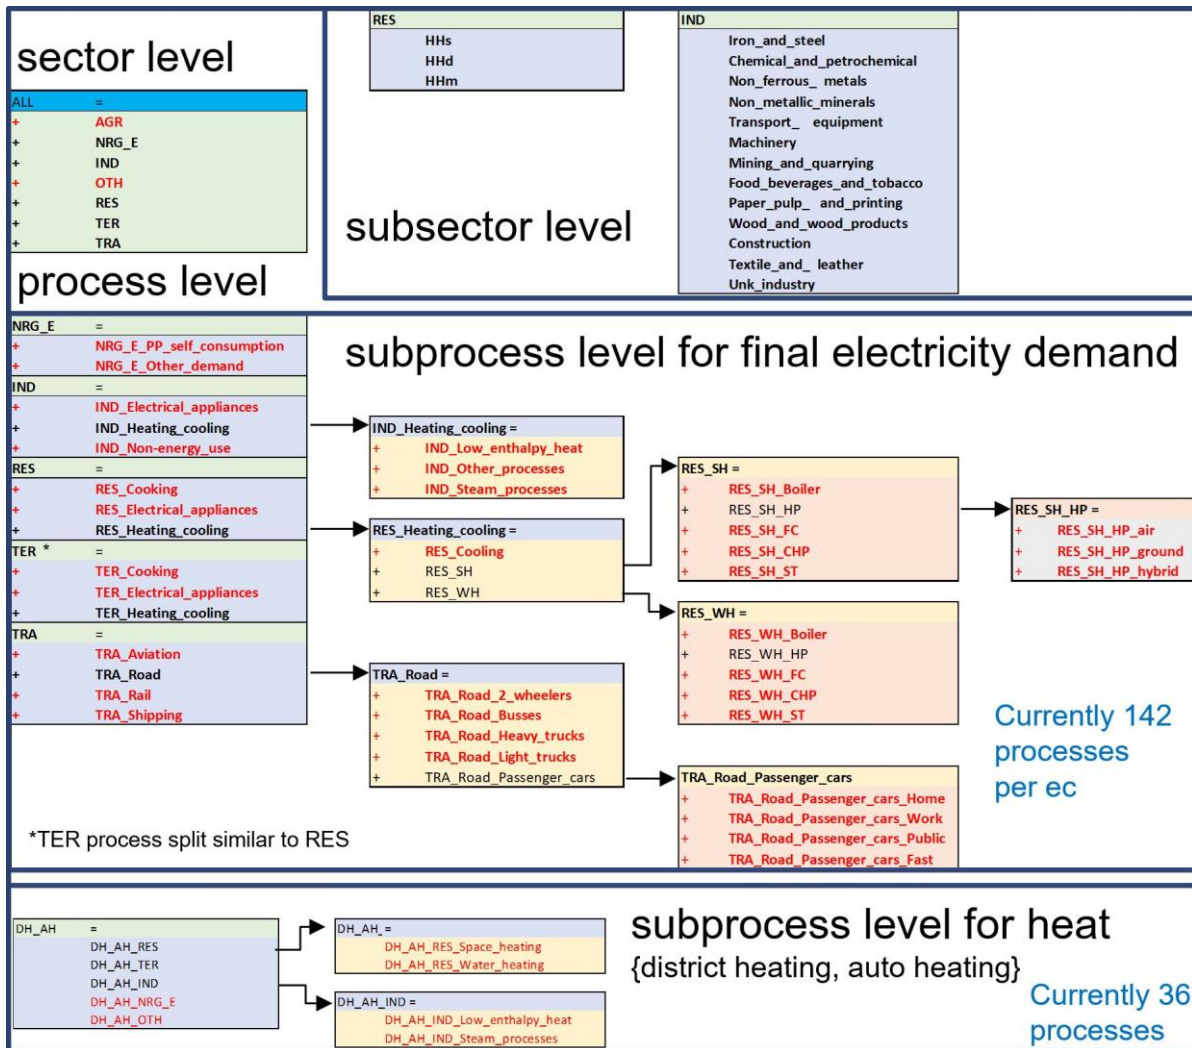 sector level
ALL =
+ AGR
+ NRG_E
+ IND
+ OTH
+ RES
+ TER
+ TRA
process level
RES
HHs
HHd
HHm
subsector level
IND
Iron_and_steel
Chemical_and_petrochemical
Non_ferrous_ metals
Non_metallic_minerals
Transport_ equipment
Machinery
Mining_and_quarrying
Food_beverages_and_tobacco
Paper_pulp_ and_printing
Wood_and_wood_products
Construction
Textile_and_ leather
Unk_industry
NRG_E =
+ NRG_E_PP_self_consumption
+ NRG_E_Other_demand
IND =
+ IND_Electrical_appliances
+ IND_Heating_cooling
+ IND_Non-energy_use
RES =
+ RES_Cooking
+ RES_Electrical_appliances
+ RES_Heating_cooling
TER * =
+ TER_Cooking
+ TER_Electrical_appliances
+ TER_Heating_cooling
TRA =
+ TRA_Aviation
+ TRA_Road
+ TRA_Rail
+ TRA_Shipping
*TER process split similar to RES
subprocess level for final electricity demand
IND_Heating_cooling =
+ IND_Low_enthalpy_heat
+ IND_Other_processes
+ IND_Steam_processes
RES_Heating_cooling =
+ RES_Cooling
+ RES_SH
+ RES_WH
TRA_Road =
+ TRA_Road_2_wheelers
+ TRA_Road_Busses
+ TRA_Road_Heavy_trucks
+ TRA_Road_Light_trucks
+ TRA_Road_Passenger_cars
RES_SH =
+ RES_SH_Boiler
+ RES_SH_HP
+ RES_SH_FC
+ RES_SH_CHP
+ RES_SH_ST
RES_WH =
+ RES_WH_Boiler
+ RES_WH_HP
+ RES_WH_FC
+ RES_WH_CHP
+ RES_WH_ST
TRA_Road_Passenger_cars
+ TRA_Road_Passenger_cars_Home
+ TRA_Road_Passenger_cars_Work
+ TRA_Road_Passenger_cars_Public
+ TRA_Road_Passenger_cars_Fast
RES_SH_HP =
+ RES_SH_HP_air
+ RES_SH_HP_ground
+ RES_SH_HP_hybrid
Currently 142
processes
per ec
DH_AH =
DH_AH_RES
DH_AH_TER
DH_AH_IND
DH_AH_NRG_E
DH_AH_OTH
DH_AH_ =
DH_AH_RES_Space_heating
DH_AH_RES_Water_heating
DH_AH_IND =
DH_AH_IND_Low_enthalpy_heat
DH_AH_IND_Steam_processes
subprocess level for heat
{district heating, auto heating}
Currently 36
processes